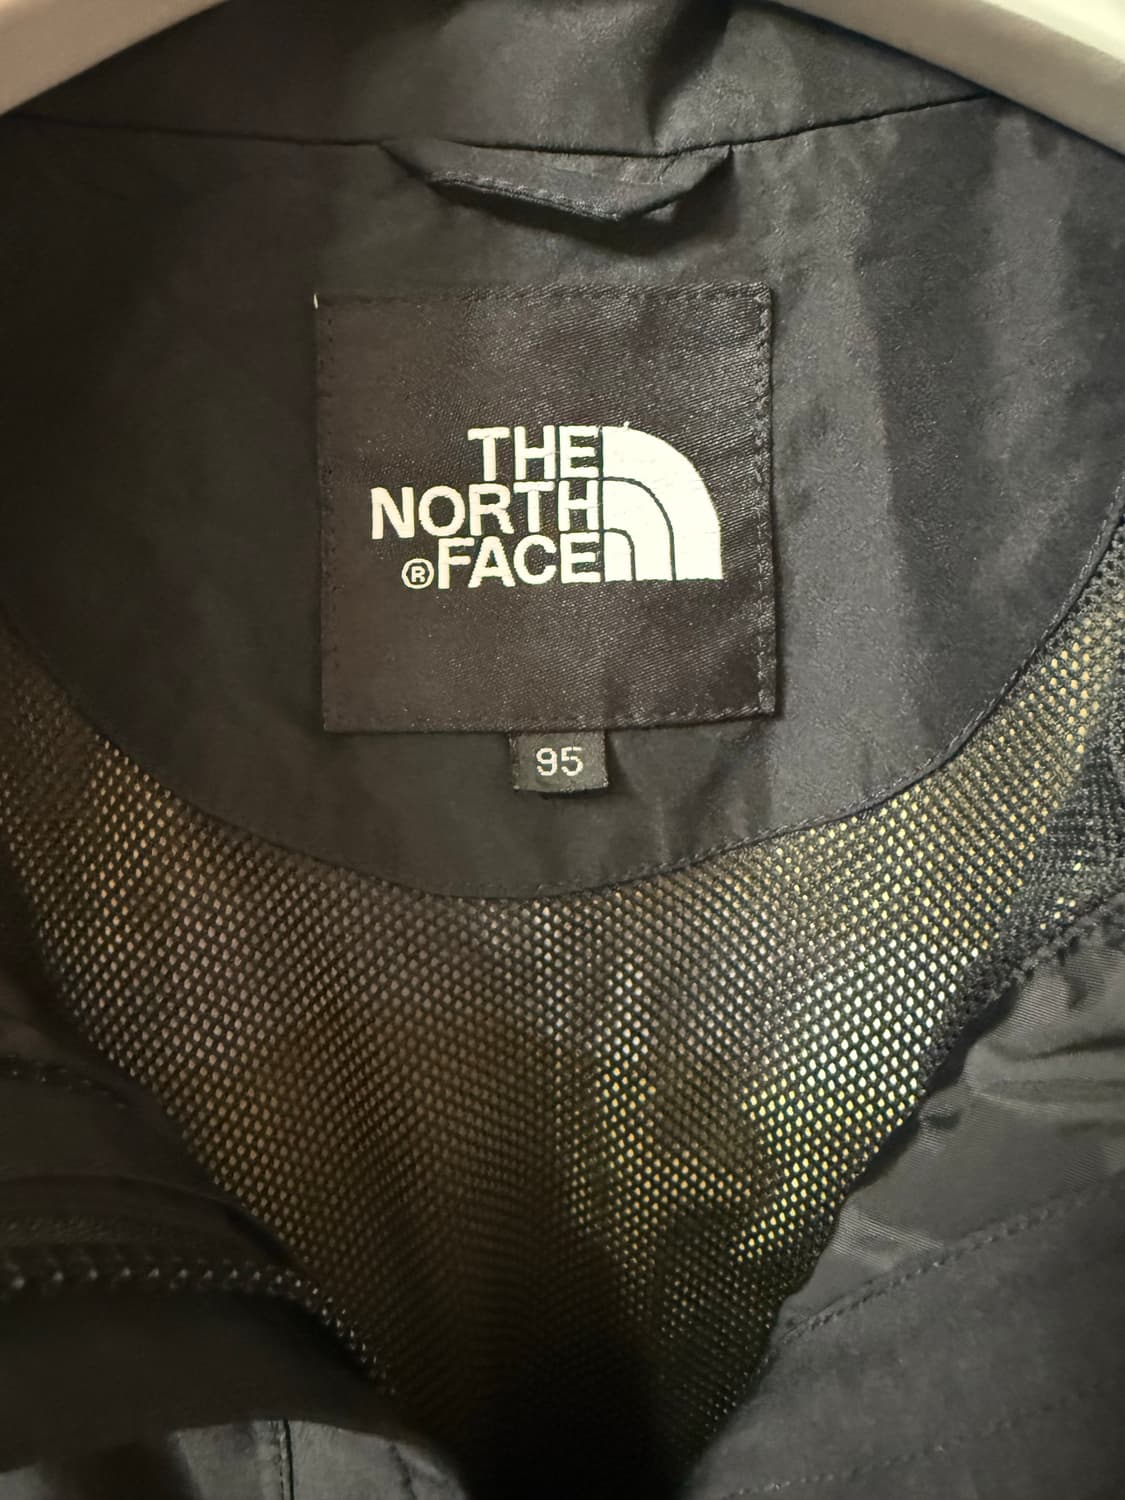 THE
NORTH
®FACE
95